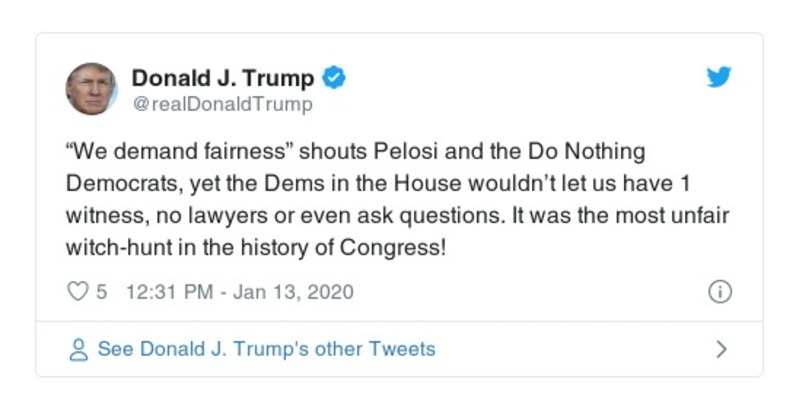 Donald J. Trump
@realDonaldTrump
“We demand fairness” shouts Pelosi and the Do Nothing
Democrats, yet the Dems in the House wouldn’t let us have 1
witness, no lawyers or even ask questions. It was the most unfair
witch-hunt in the history of Congress!
5 12:31 PM - Jan 13, 2020
See Donald J. Trump's other Tweets